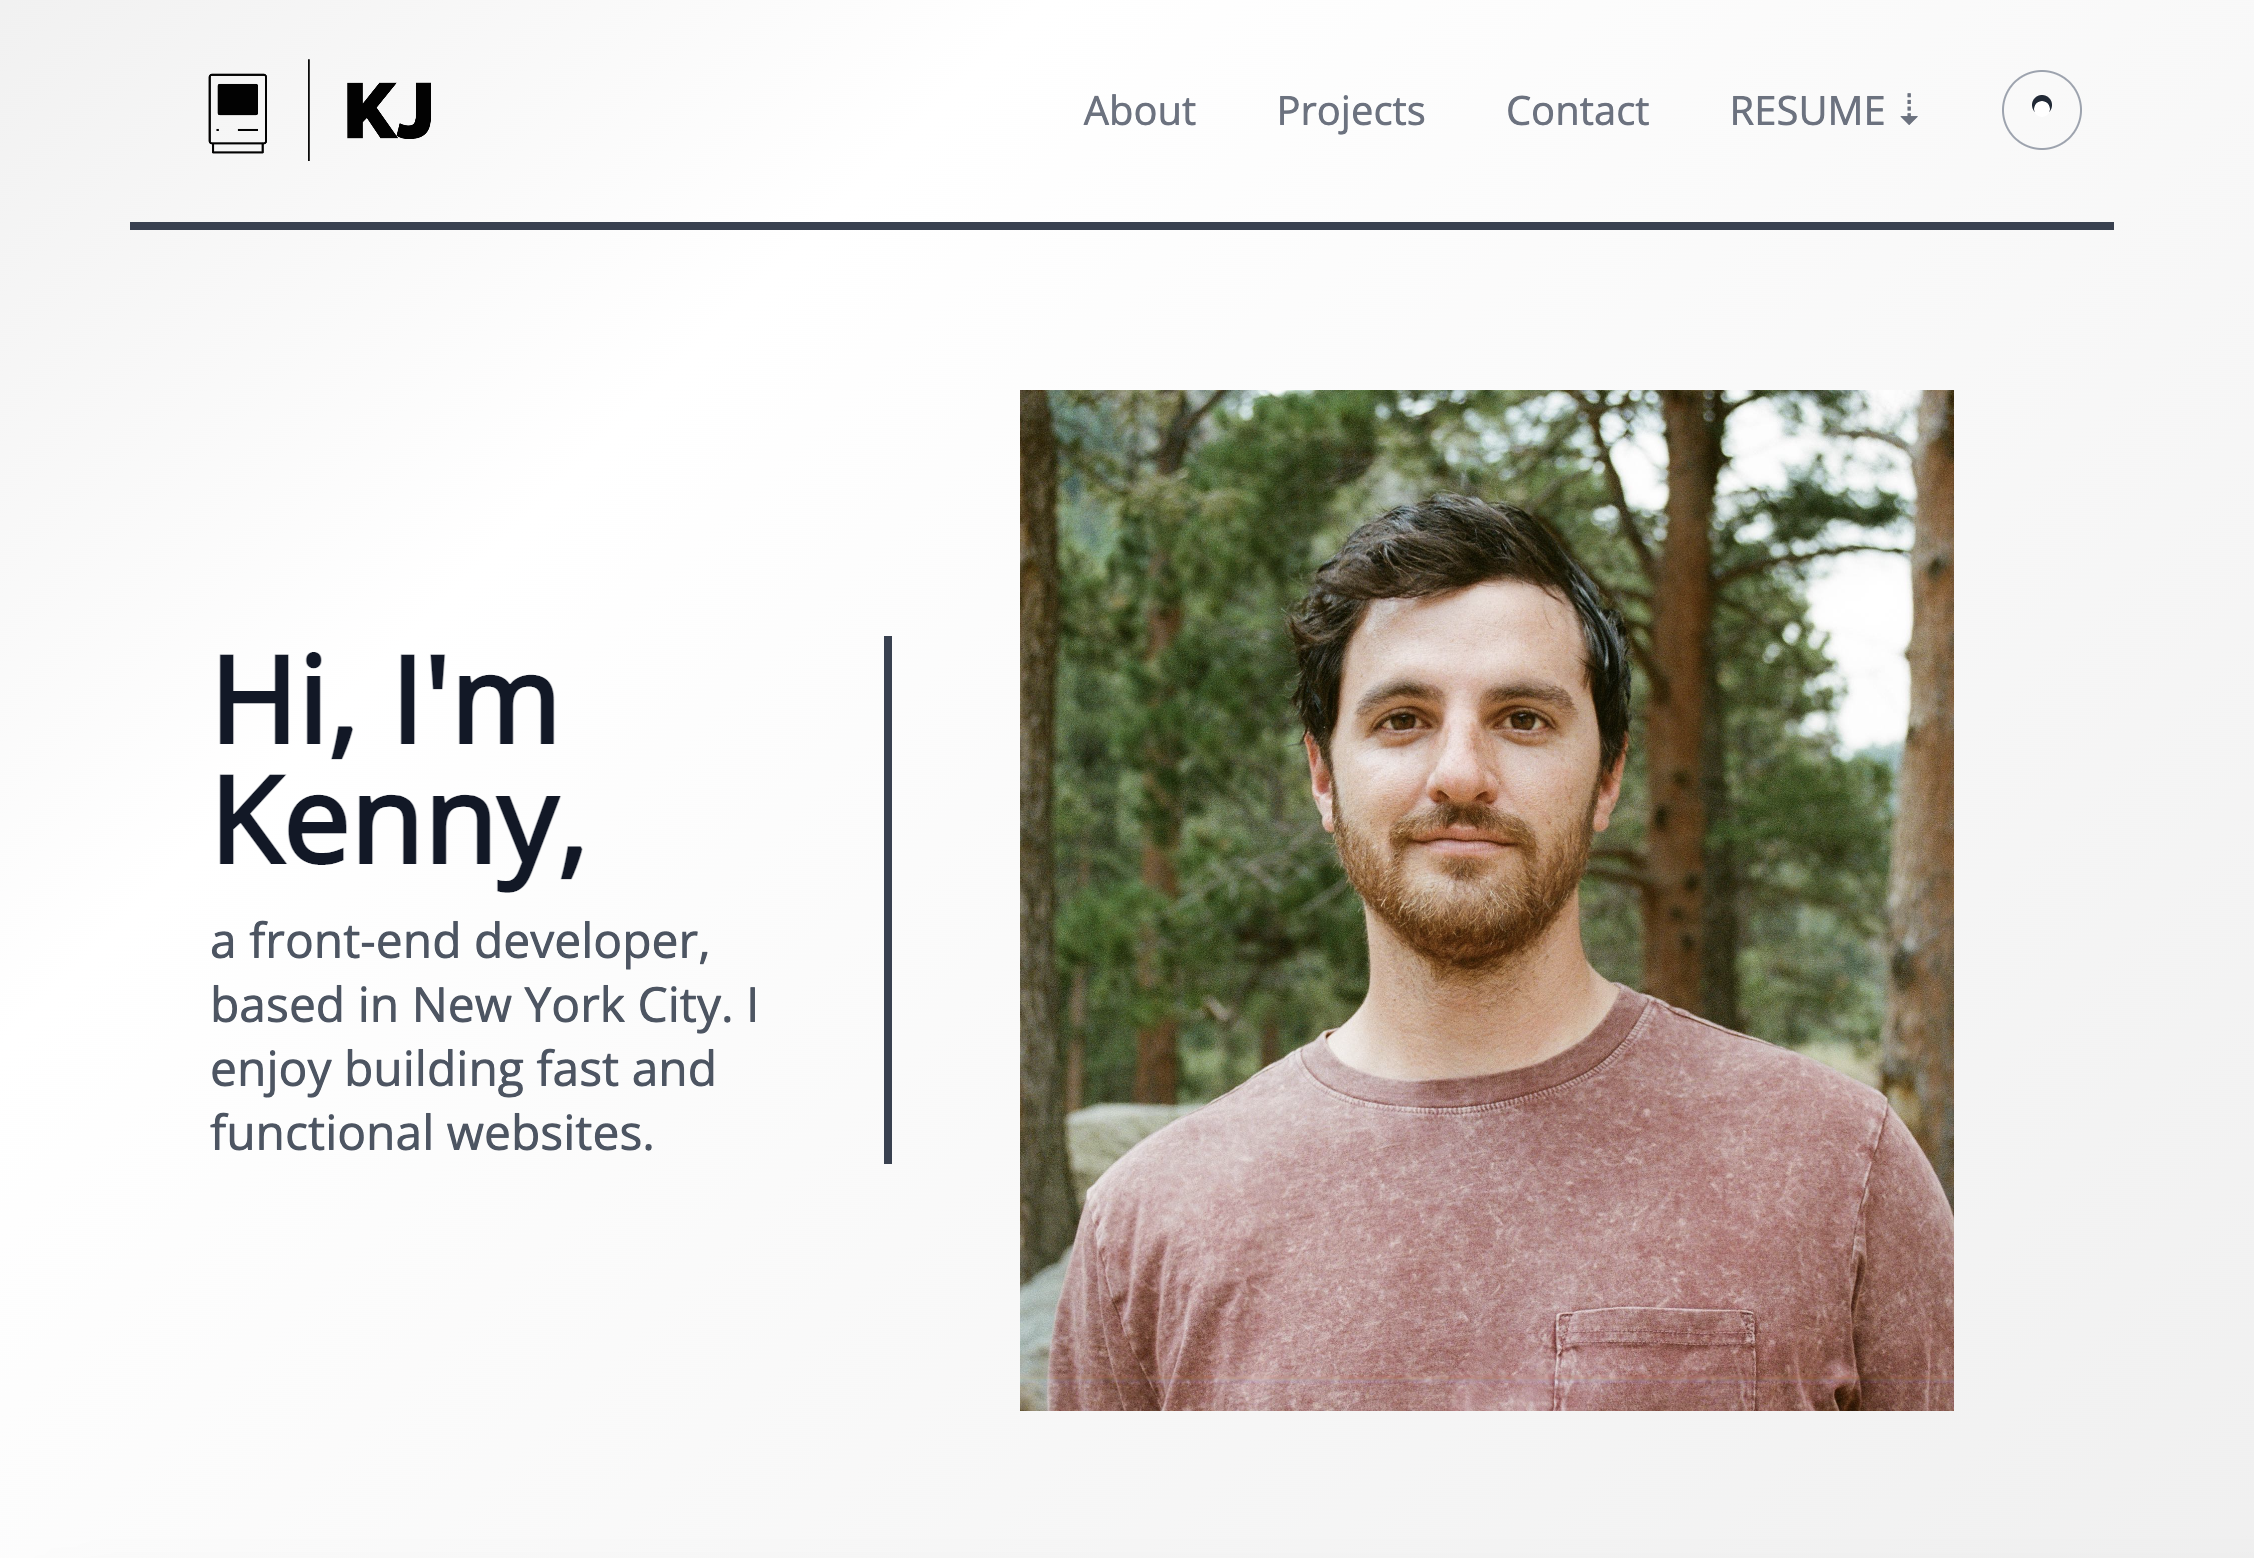 KJ
About Projects Contact RESUME ⇣
Hi, I'm
Kenny,
a front-end developer,
based in New York City. I
enjoy building fast and
functional websites.